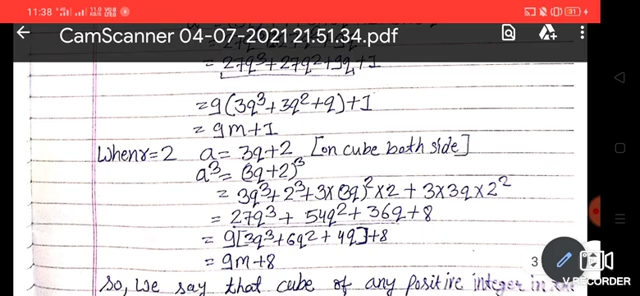 11:38
31
CamScanner 04-07-2021 21.51.34.pdf
= 27q³+27q²+9q+1
= 9(3q³+3q²+q)+1
= 9m+1
When r=2 a= 3q+2 [on cube both side]
a³= (3q+2)³
= 3q³+2³+3×(3q)²×2 + 3×3q×2²
= 27q³ + 54q² + 36q + 8
= 9[3q³+6q²+4q]+8
= 9m+8
3
V RECORDER
So, we say that cube of any positive integer in the